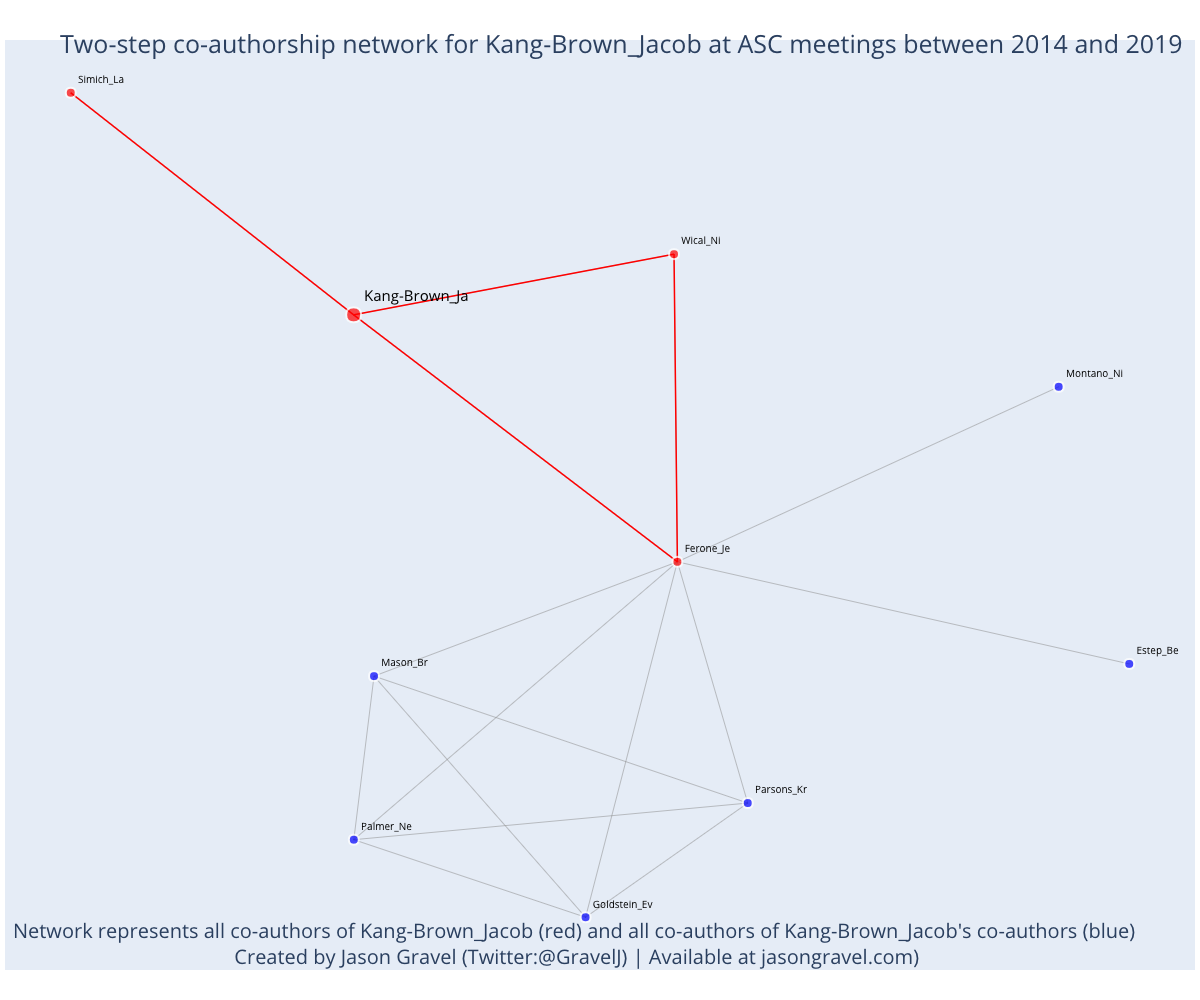 Two-step co-authorship network for Kang-Brown_Jacob at ASC meetings between 2014 and 2019
Simich_La
Wical_Ni
Kang-Brown_Ja
Montano_Ni
Ferone_Je
Estep_Be
Mason_Br
Parsons_Kr
Palmer_Ne
Goldstein_Ev
Network represents all co-authors of Kang-Brown_Jacob (red) and all co-authors of Kang-Brown_Jacob's co-authors (blue)
Created by Jason Gravel (Twitter:@GravelJ) | Available at jasongravel.com)